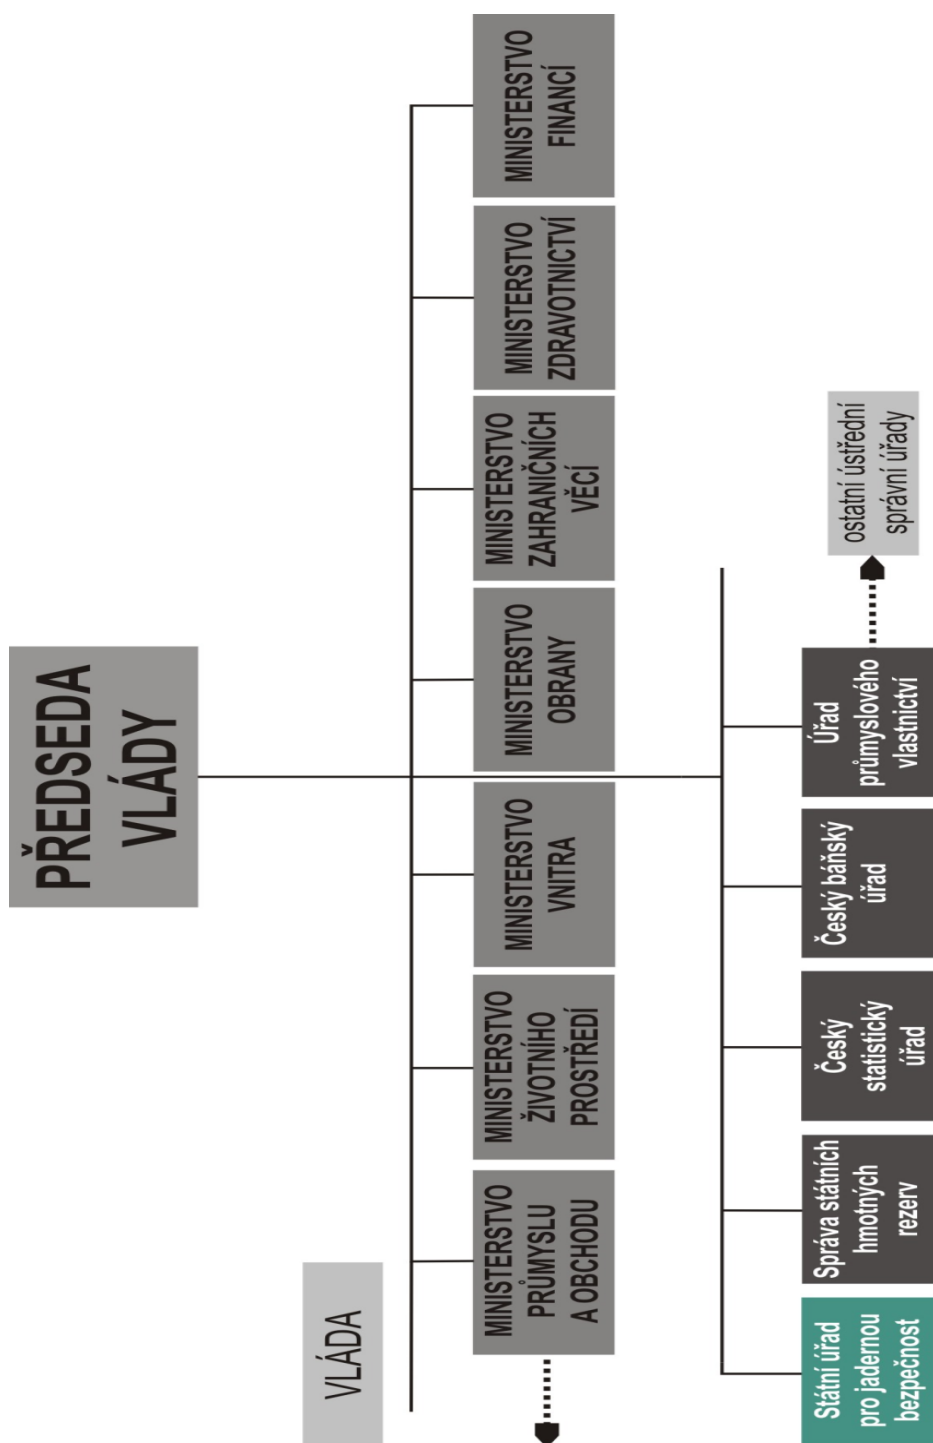 PŘEDSEDA
VLÁDY
VLÁDA
MINISTERSTVO
PRŮMYSLU
A OBCHODU
MINISTERSTVO
ŽIVOTNÍHO
PROSTŘEDÍ
MINISTERSTVO
VNITRA
MINISTERSTVO
OBRANY
MINISTERSTVO
ZAHRANIČNÍCH
VĚCÍ
MINISTERSTVO
ZDRAVOTNICTVÍ
MINISTERSTVO
FINANCÍ
Státní úřad
pro jadernou
bezpečnost
Správa státních
hmotných
rezerv
Český
statistický
úřad
Český báňský
úřad
Úřad
průmyslového
vlastnictví
ostatní ústřední
správní úřady